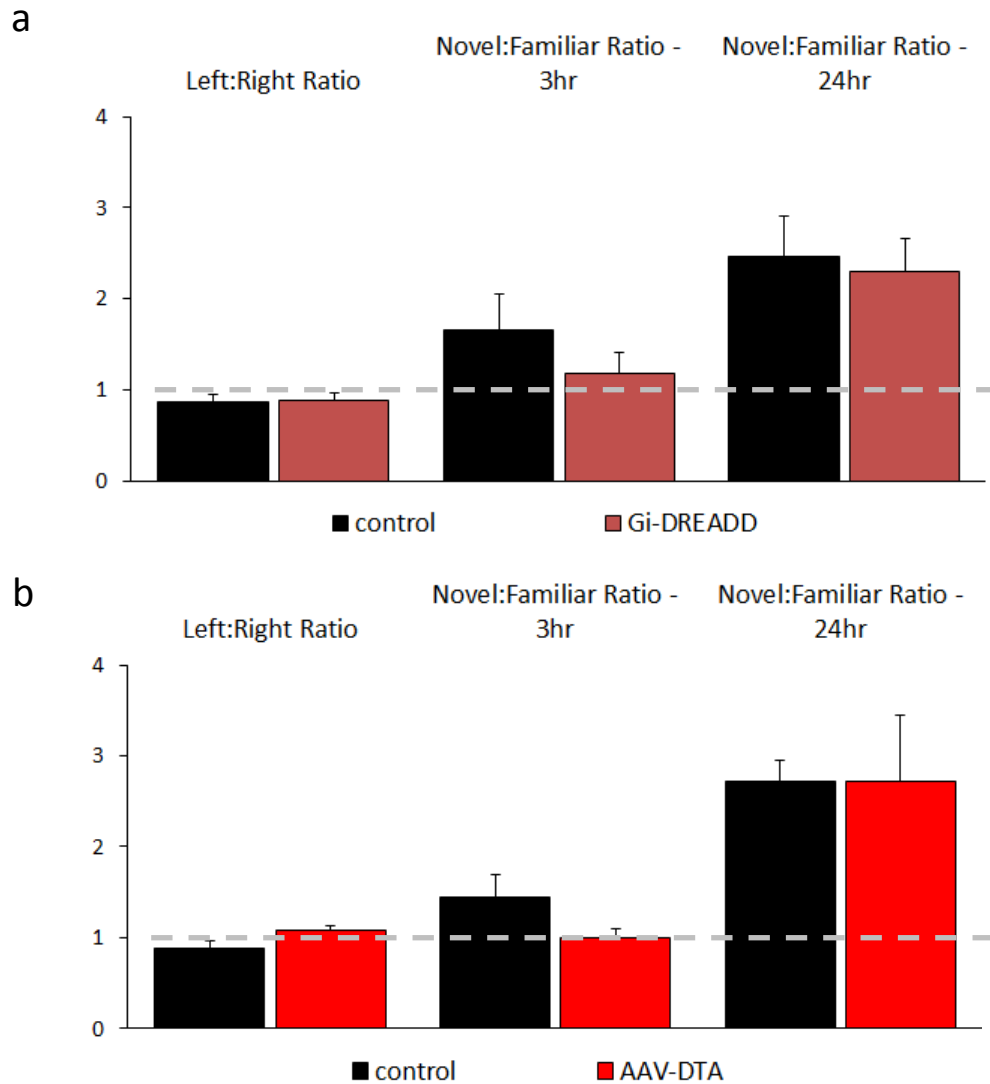 a
Left:Right Ratio
Novel:Familiar Ratio -
3hr
Novel:Familiar Ratio -
24hr
4
3
2
1
0
control
Gi-DREADD
b
Left:Right Ratio
Novel:Familiar Ratio -
3hr
Novel:Familiar Ratio -
24hr
4
3
2
1
0
control
AAV-DTA